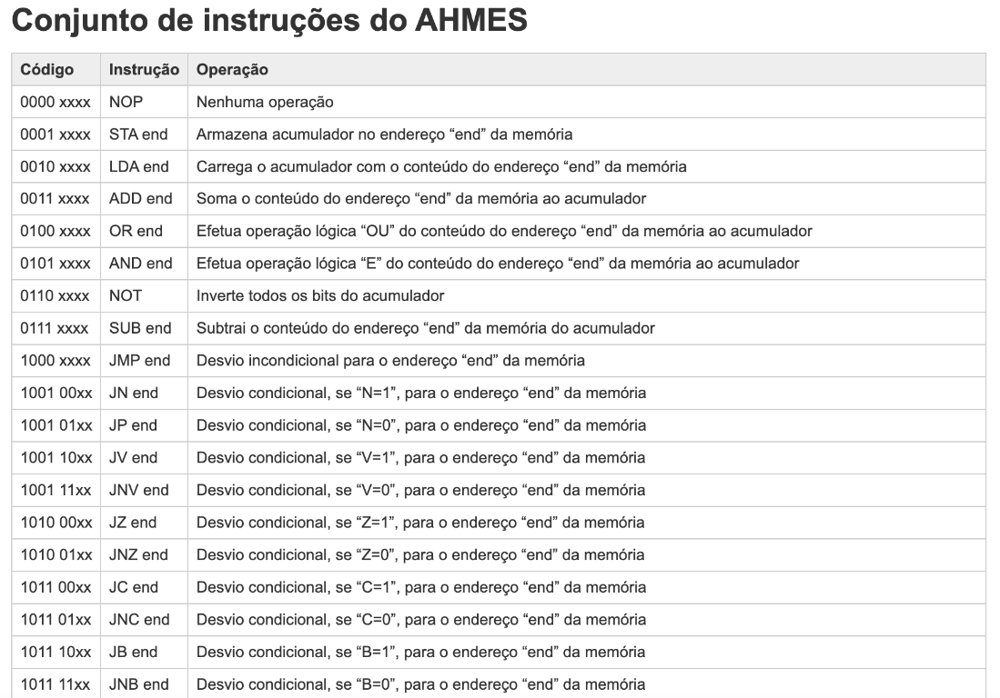 Conjunto de instruções do AHMES
Código Instrução Operação
0000 xxxx NOP Nenhuma operação
0001 xxxx STA end Armazena acumulador no endereço “end” da memória
0010 xxxx LDA end Carrega o acumulador com o conteúdo do endereço “end” da memória
0011 xxxx ADD end Soma o conteúdo do endereço “end” da memória ao acumulador
0100 xxxx OR end Efetua operação lógica “OU” do conteúdo do endereço “end” da memória ao acumulador
0101 xxxx AND end Efetua operação lógica “E” do conteúdo do endereço “end” da memória ao acumulador
0110 xxxx NOT Inverte todos os bits do acumulador
0111 xxxx SUB end Subtrai o conteúdo do endereço “end” da memória do acumulador
1000 xxxx JMP end Desvio incondicional para o endereço “end” da memória
1001 00xx JN end Desvio condicional, se “N=1”, para o endereço “end” da memória
1001 01xx JP end Desvio condicional, se “N=0”, para o endereço “end” da memória
1001 10xx JV end Desvio condicional, se “V=1”, para o endereço “end” da memória
1001 11xx JNV end Desvio condicional, se “V=0”, para o endereço “end” da memória
1010 00xx JZ end Desvio condicional, se “Z=1”, para o endereço “end” da memória
1010 01xx JNZ end Desvio condicional, se “Z=0”, para o endereço “end” da memória
1011 00xx JC end Desvio condicional, se “C=1”, para o endereço “end” da memória
1011 01xx JNC end Desvio condicional, se “C=0”, para o endereço “end” da memória
1011 10xx JB end Desvio condicional, se “B=1”, para o endereço “end” da memória
1011 11xx JNB end Desvio condicional, se “B=0”, para o endereço “end” da memória